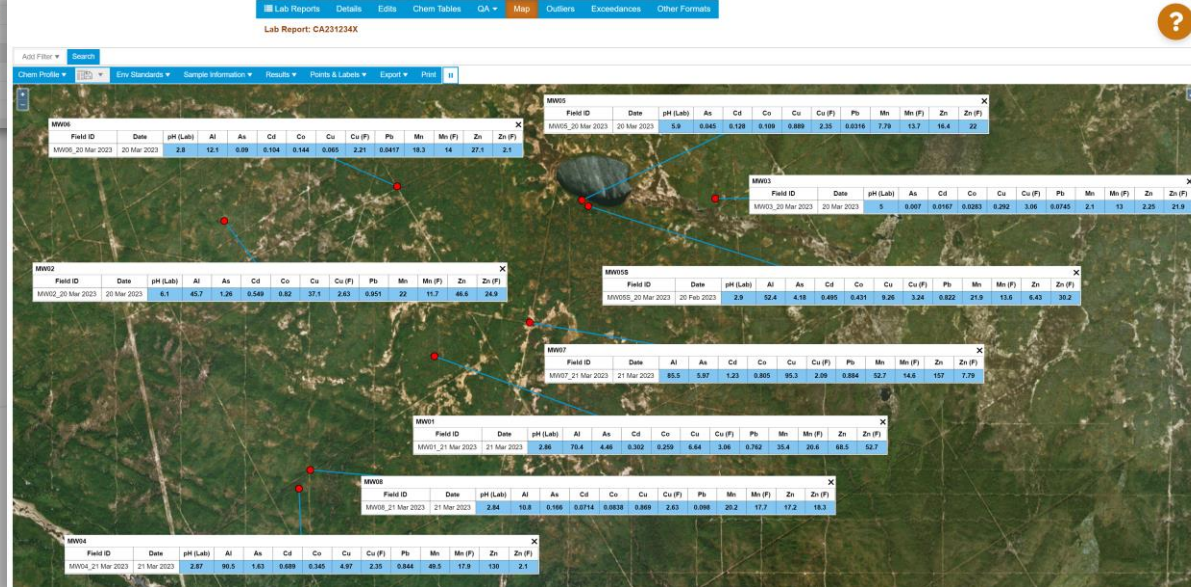 Lab Reports Details Edits Chem Tables QA Map Outliers Exceedances Other Formats
Lab Report: CA231234X
?
Add Filter Search
Chem Profile Env Standards Sample Information Results Points & Labels Export Print
MW05
Field ID Date pH (Lab) As Cd Co Cu Cu (F) Pb Mn Mn (F) Zn Zn (F)
MW05_20 Mar 2023 20 Mar 2023 5.9 0.045 0.128 0.109 0.889 2.35 0.0316 7.79 13.7 16.4 22
MW06
Field ID Date pH (Lab) Al As Cd Co Cu Cu (F) Pb Mn Mn (F) Zn Zn (F)
MW06_20 Mar 2023 20 Mar 2023 2.8 12.1 0.09 0.104 0.144 0.065 2.21 0.0417 18.3 14 27.1 2.1
MW03
Field ID Date pH (Lab) As Cd Co Cu Cu (F) Pb Mn Mn (F) Zn Zn (F)
MW03_20 Mar 2023 20 Mar 2023 5 0.007 0.0167 0.0283 0.292 3.06 0.0745 2.1 13 2.25 21.9
MW02
Field ID Date pH (Lab) Al As Cd Co Cu Cu (F) Pb Mn Mn (F) Zn Zn (F)
MW02_20 Mar 2023 20 Mar 2023 6.1 45.7 1.26 0.549 0.82 37.1 2.63 0.951 22 11.7 46.6 24.9
MW05S
Field ID Date pH (Lab) Al As Cd Co Cu Cu (F) Pb Mn Mn (F) Zn Zn (F)
MW05S_20 Mar 2023 20 Feb 2023 2.9 52.4 4.18 0.495 0.431 9.26 3.24 0.822 21.9 13.6 6.43 30.2
MW07
Field ID Date Al As Cd Co Cu Cu (F) Pb Mn Mn (F) Zn Zn (F)
MW07_21 Mar 2023 21 Mar 2023 85.5 5.97 1.23 0.805 95.3 2.09 0.884 52.7 14.6 157 7.79
MW01
Field ID Date pH (Lab) Al As Cd Co Cu Cu (F) Pb Mn Mn (F) Zn Zn (F)
MW01_21 Mar 2023 21 Mar 2023 2.86 70.4 4.46 0.302 0.259 6.64 3.06 0.762 35.4 20.6 68.5 52.7
MW08
Field ID Date pH (Lab) Al As Cd Co Cu Cu (F) Pb Mn Mn (F) Zn Zn (F)
MW08_21 Mar 2023 21 Mar 2023 2.84 10.8 0.166 0.0714 0.0838 0.869 2.63 0.098 20.2 17.7 17.2 18.3
MW04
Field ID Date pH (Lab) Al As Cd Co Cu Cu (F) Pb Mn Mn (F) Zn Zn (F)
MW04_21 Mar 2023 21 Mar 2023 2.87 90.5 1.63 0.689 0.345 4.97 2.35 0.844 49.5 17.9 130 2.1